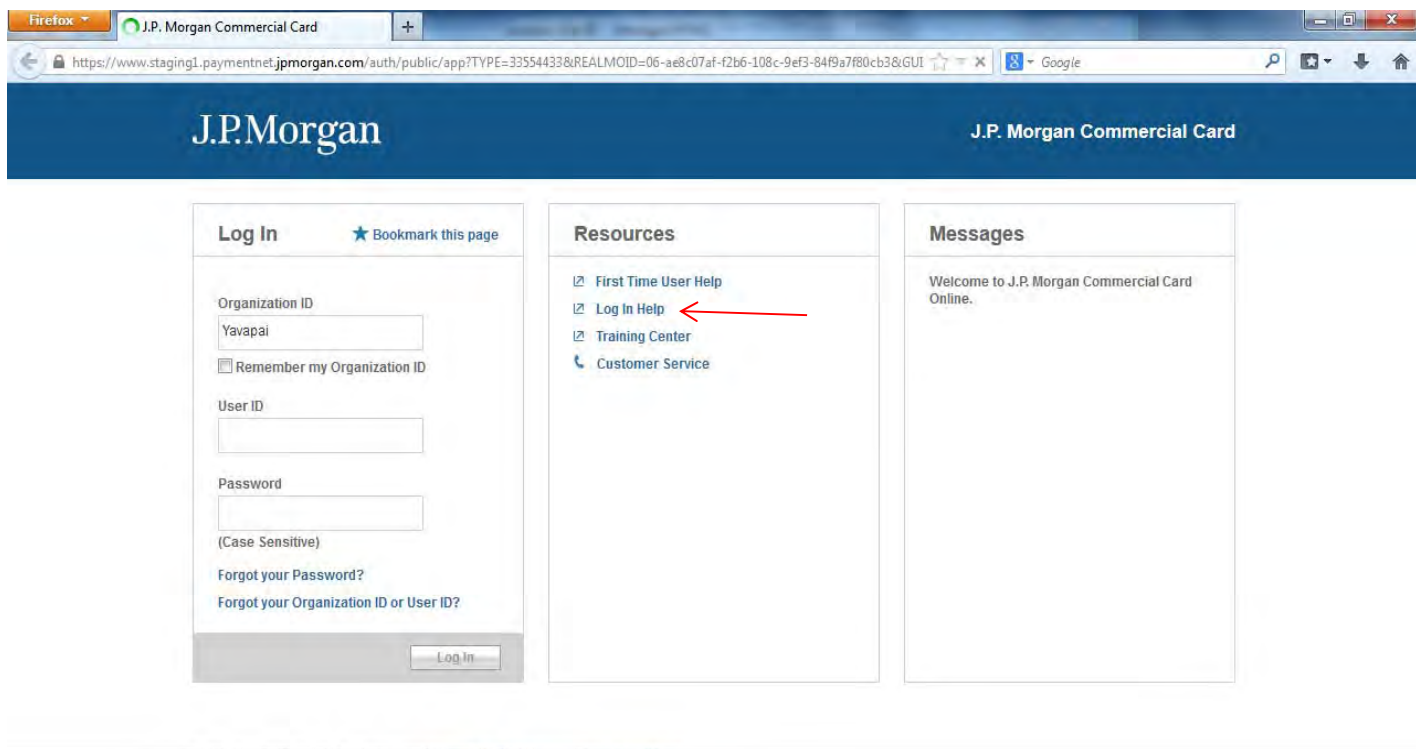 Firefox
J.P. Morgan Commercial Card
+
https://www.staging1.paymentnet.jpmorgan.com/auth/public/app?TYPE=33554433&REALMOID=06-ae8c07af-f2b6-108c-9ef3-84f9a7f80cb3&GUI
Google
J.P.Morgan
J.P. Morgan Commercial Card
Log In
Bookmark this page
Organization ID
Yavapai
Remember my Organization ID
User ID
Password
(Case Sensitive)
Forgot your Password?
Forgot your Organization ID or User ID?
Log In
Resources
First Time User Help
Log In Help
Training Center
Customer Service
Messages
Welcome to J.P. Morgan Commercial Card
Online.